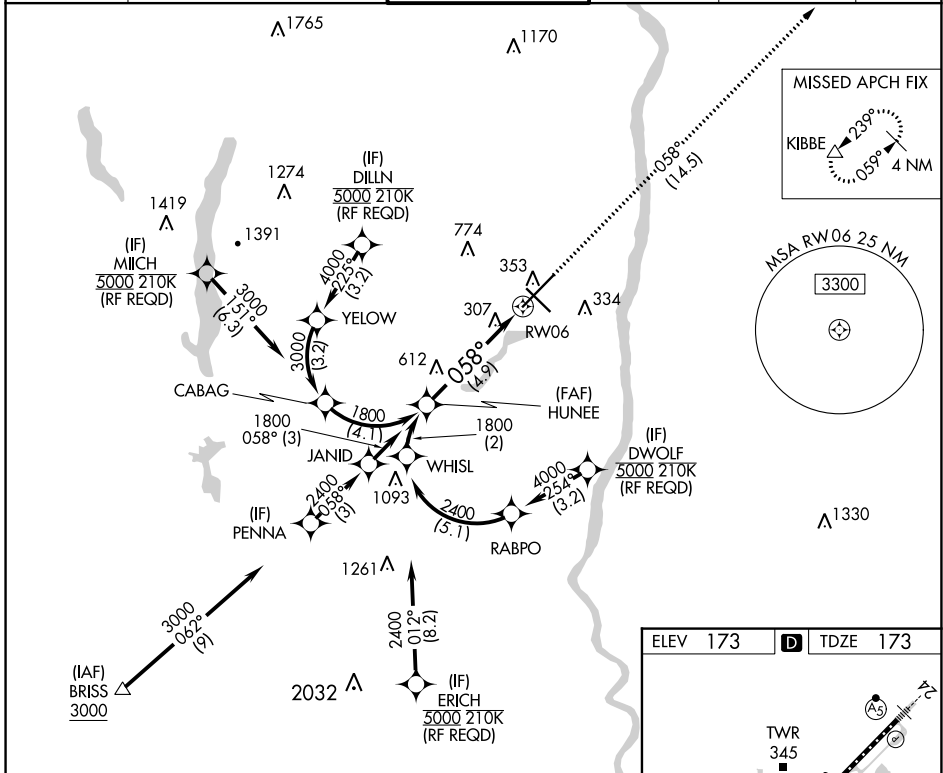 1765
1170
MISSED APCH FIX
KIBBE
239°
059°
4 NM
058°
(14.5)
1274
(IF)
DILLN
5000 210K
(RF REQD)
1419
1391
(IF)
MIICH
5000 210K
(RF REQD)
774
353
307
334
RW06
MSA RW06 25 NM
3300
4000
225°
(3.2)
3000
151°
(6.3)
YELOW
3000
(3.2)
612
058°
(4.9)
CABAG
1800
(4.1)
(FAF)
HUNEE
1800
058° (3)
1800
(2)
JANID
WHISL
(IF)
DWOLF
5000 210K
(RF REQD)
4000
254°
(3.2)
1093
2400
058°
(3)
2400
(5.1)
RABPO
(IF)
PENNA
1330
1261
3000
062°
(9)
2400
012°
(8.2)
(IAF)
BRISS
3000
2032
(IF)
ERICH
5000 210K
(RF REQD)
ELEV 173
D
TDZE 173
24
A5
P
TWR
345